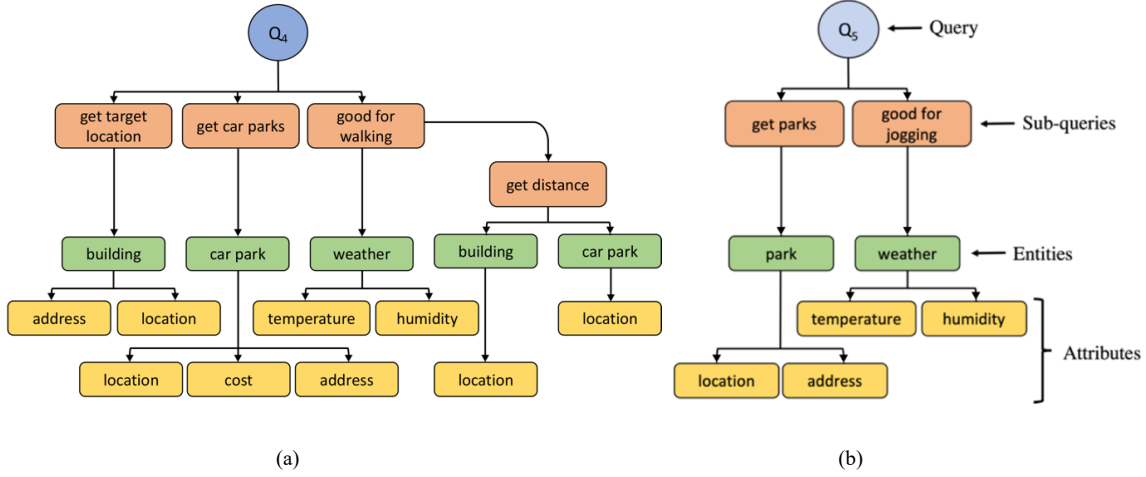 Q4
get target
location
get car parks
good for
walking
get distance
building
car park
weather
building
car park
address
location
temperature
humidity
location
location
cost
address
location
(a)
Q5
Query
get parks
good for
jogging
Sub-queries
park
weather
Entities
temperature
humidity
Attributes
location
address
(b)